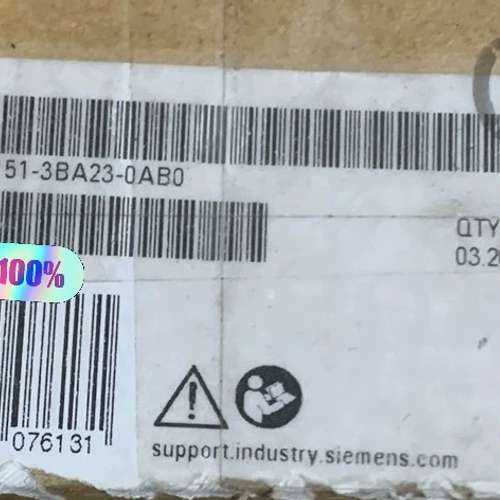 51-3BA23-0AB0
QTY
03.20
100%
076131
support.industry.siemens.com